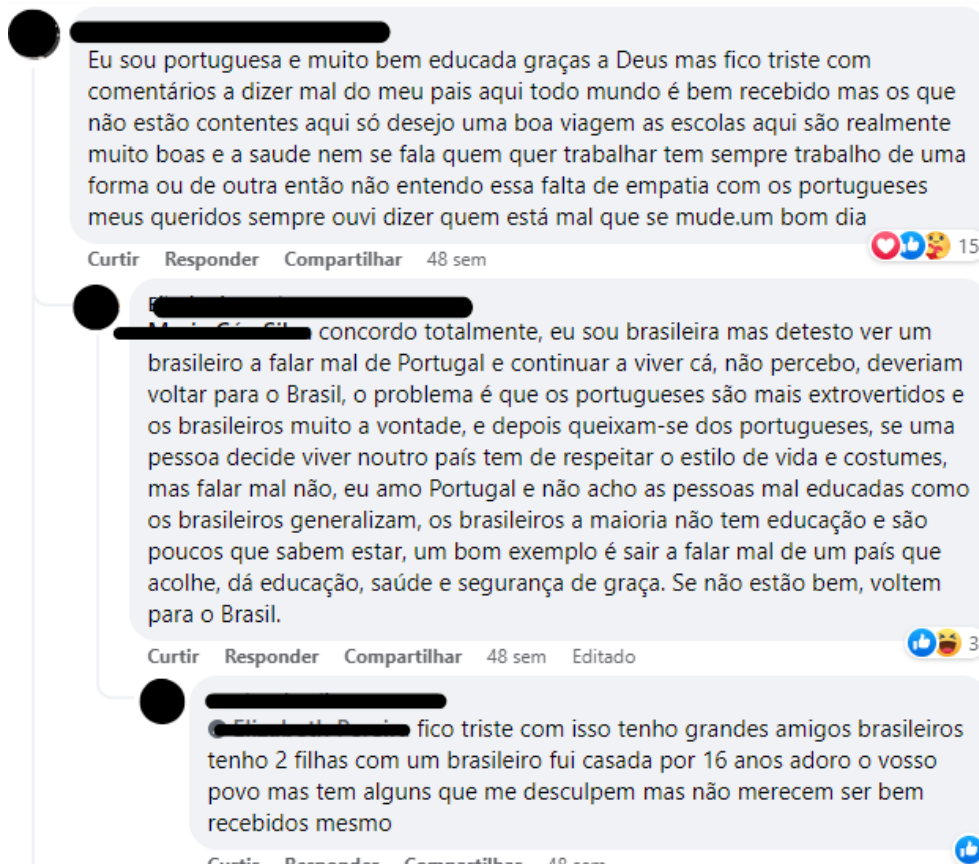 Eu sou portuguesa e muito bem educada graças a Deus mas fico triste com
comentários a dizer mal do meu pais aqui todo mundo é bem recebido mas os que
não estão contentes aqui só desejo uma boa viagem as escolas aqui são realmente
muito boas e a saude nem se fala quem quer trabalhar tem sempre trabalho de uma
forma ou de outra então não entendo essa falta de empatia com os portugueses
meus queridos sempre ouvi dizer quem está mal que se mude.um bom dia
15
Curtir Responder Compartilhar 48 sem
concordo totalmente, eu sou brasileira mas detesto ver um
brasileiro a falar mal de Portugal e continuar a viver cá, não percebo, deveriam
voltar para o Brasil, o problema é que os portugueses são mais extrovertidos e
os brasileiros muito a vontade, e depois queixam-se dos portugueses, se uma
pessoa decide viver noutro país tem de respeitar o estilo de vida e costumes,
mas falar mal não, eu amo Portugal e não acho as pessoas mal educadas como
os brasileiros generalizam, os brasileiros a maioria não tem educação e são
poucos que sabem estar, um bom exemplo é sair a falar mal de um país que
acolhe, dá educação, saúde e segurança de graça. Se não estão bem, voltem
para o Brasil.
3
Curtir Responder Compartilhar 48 sem Editado
fico triste com isso tenho grandes amigos brasileiros
tenho 2 filhas com um brasileiro fui casada por 16 anos adoro o vosso
povo mas tem alguns que me desculpem mas não merecem ser bem
recebidos mesmo
Curtir Responder Compartilhar 48 sem